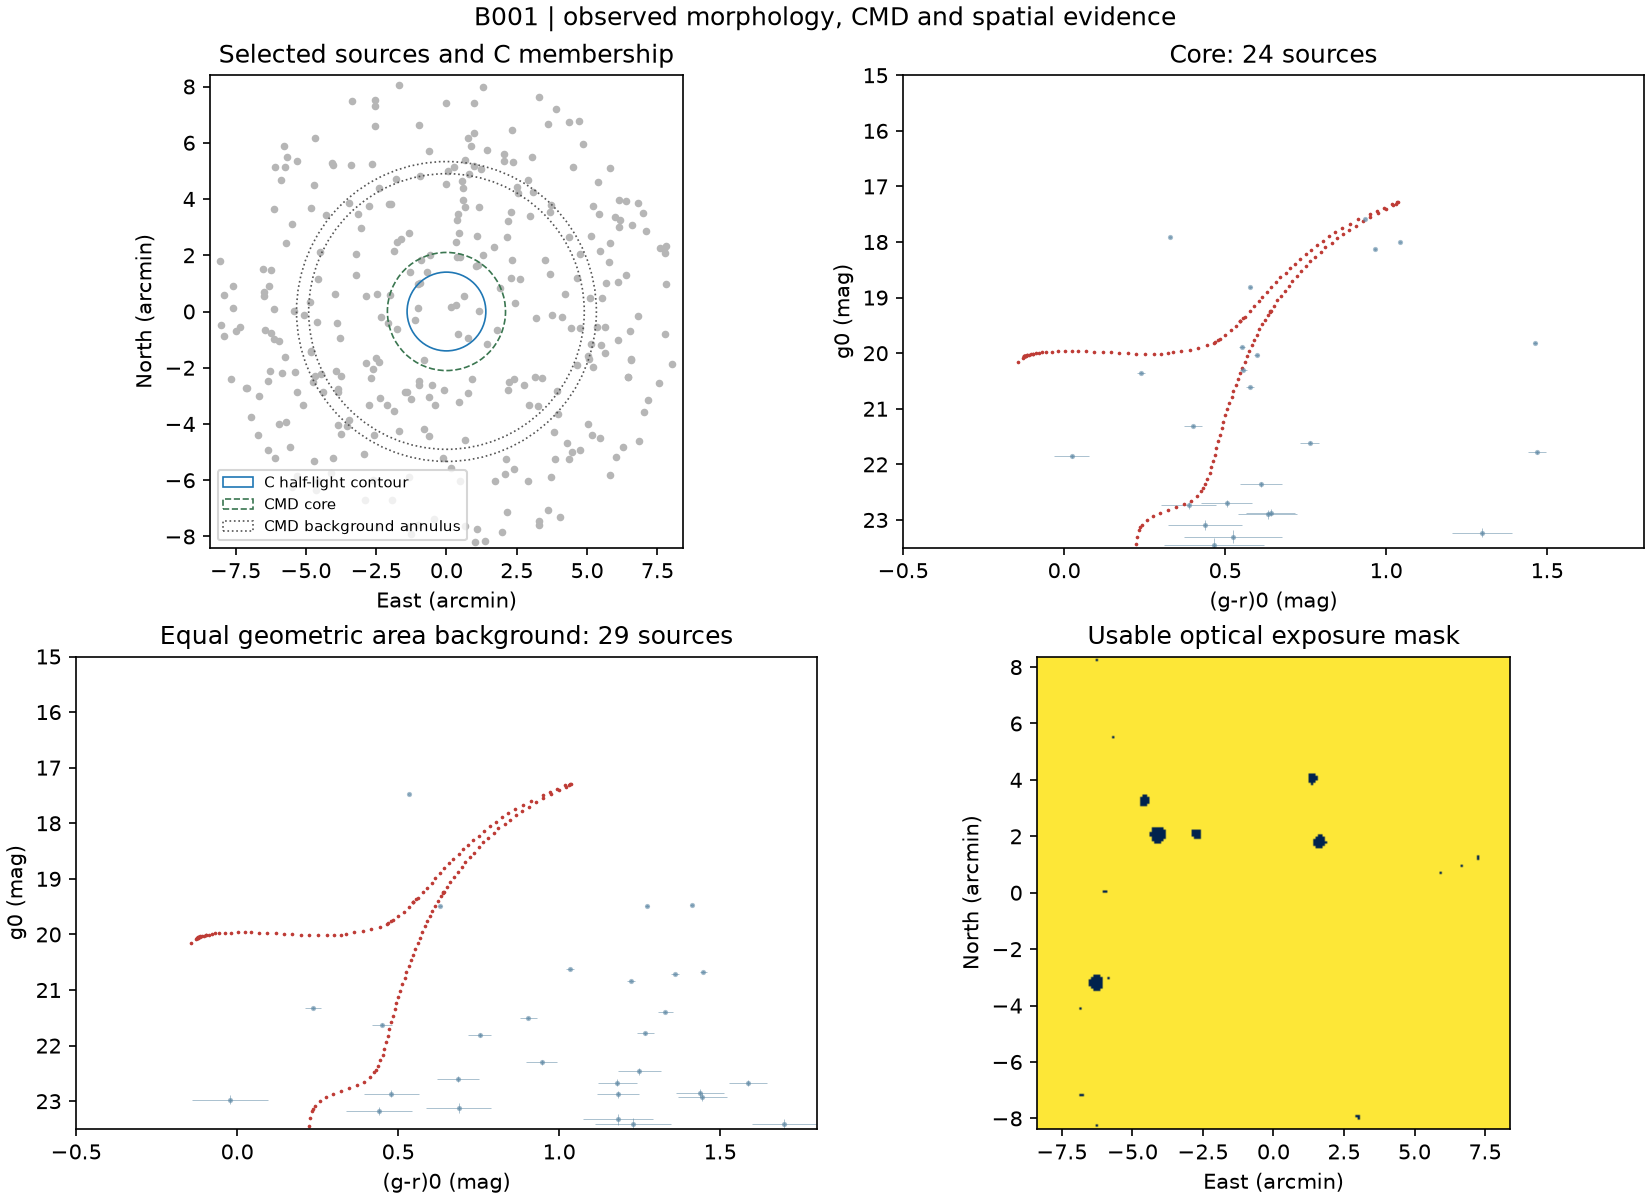 B001 | observed morphology, CMD and spatial evidence
Selected sources and C membership
8
6
4
2
0
−2
−4
−6
−8
North (arcmin)
C half-light contour
CMD core
CMD background annulus
−7.5 −5.0 −2.5 0.0 2.5 5.0 7.5
East (arcmin)
Core: 24 sources
15
16
17
18
19
20
21
22
23
g0 (mag)
−0.5 0.0 0.5 1.0 1.5
(g-r)0 (mag)
Equal geometric area background: 29 sources
15
16
17
18
19
20
21
22
23
g0 (mag)
−0.5 0.0 0.5 1.0 1.5
(g-r)0 (mag)
Usable optical exposure mask
8
6
4
2
0
−2
−4
−6
−8
North (arcmin)
−7.5 −5.0 −2.5 0.0 2.5 5.0 7.5
East (arcmin)